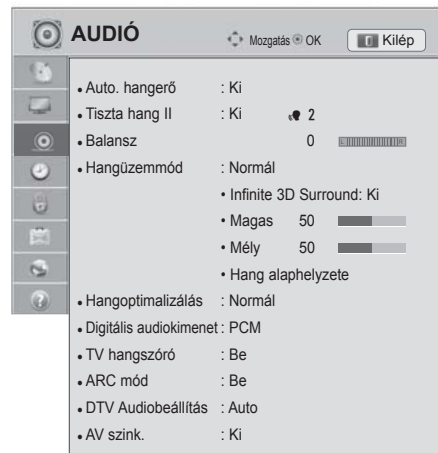 AUDIÓ Mozgatás OK Kilép
• Auto. hangerő : Ki
• Tiszta hang II : Ki 2
• Balansz 0 L R
• Hangüzemmód : Normál
• Infinite 3D Surround: Ki
• Magas 50
• Mély 50
• Hang alaphelyzete
• Hangoptimalizálás : Normál
• Digitális audiokimenet : PCM
• TV hangszóró : Be
• ARC mód : Be
• DTV Audiobeállítás : Auto
• AV szink. : Ki